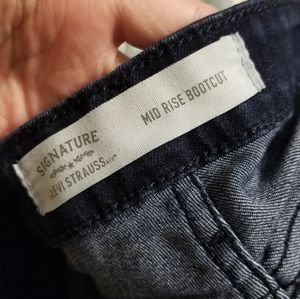 SIGNATURE
LEVI STRAUSS
MID RISE BOOTCUT